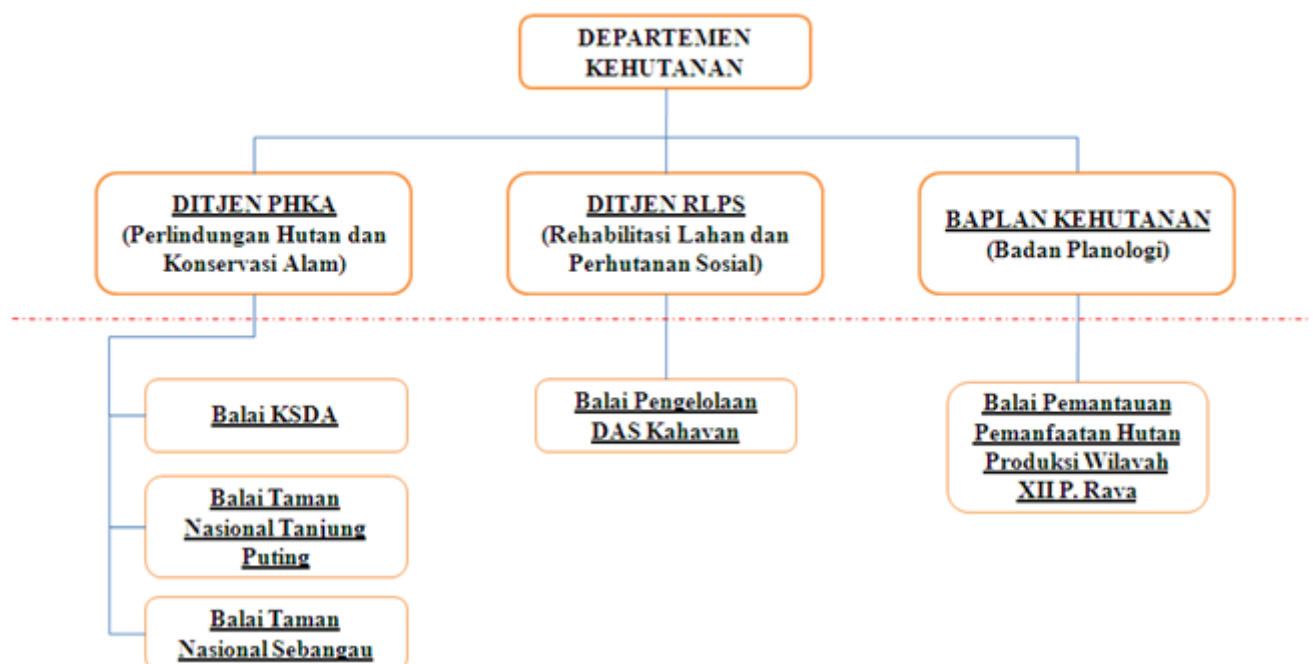 DEPARTEMEN
KEHUTANAN
DITJEN PHKA
(Perlindungan Hutan dan
Konservasi Alam)
DITJEN RLPS
(Rehabilitasi Lahan dan
Perhutanan Sosial)
BAPLAN KEHUTANAN
(Badan Planologi)
Balai KSDA
Balai Taman
Nasional Tanjung
Puting
Balai Taman
Nasional Sebangau
Balai Pengelolaan
DAS Kahayan
Balai Pemantauan
Pemanfaatan Hutan
Produksi Wilayah
XII P. Raya